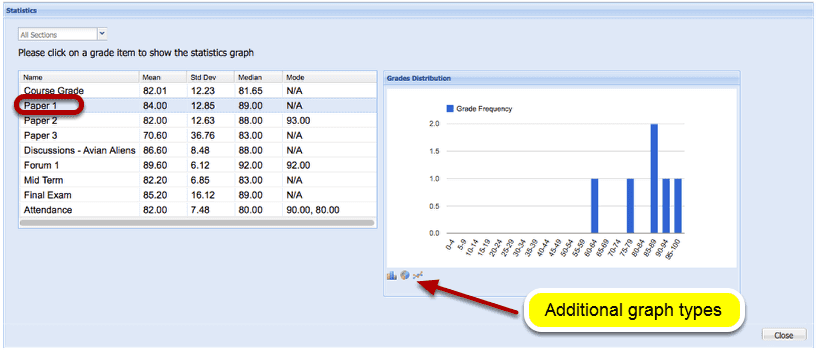 Statistics
All Sections
Please click on a grade item to show the statistics graph
Name Mean Std Dev Median Mode
Course Grade 82.01 12.23 81.65 N/A
Paper 1 84.00 12.85 89.00 N/A
Paper 2 82.00 12.63 88.00 93.00
Paper 3 70.60 36.76 83.00 N/A
Discussions - Avian Aliens 86.60 8.48 88.00 N/A
Forum 1 89.60 6.12 92.00 92.00
Mid Term 82.20 6.85 83.00 N/A
Final Exam 85.20 16.12 89.00 N/A
Attendance 82.00 7.48 80.00 90.00, 80.00
Grades Distribution
Grade Frequency
2.0
1.5
1.0
0.5
0.0
0-4 5-9 10-14 15-19 20-24 25-29 30-34 35-39 40-44 45-49 50-54 55-59 60-64 65-69 70-74 75-79 80-84 85-89 90-94 95-100
Additional graph types
Close